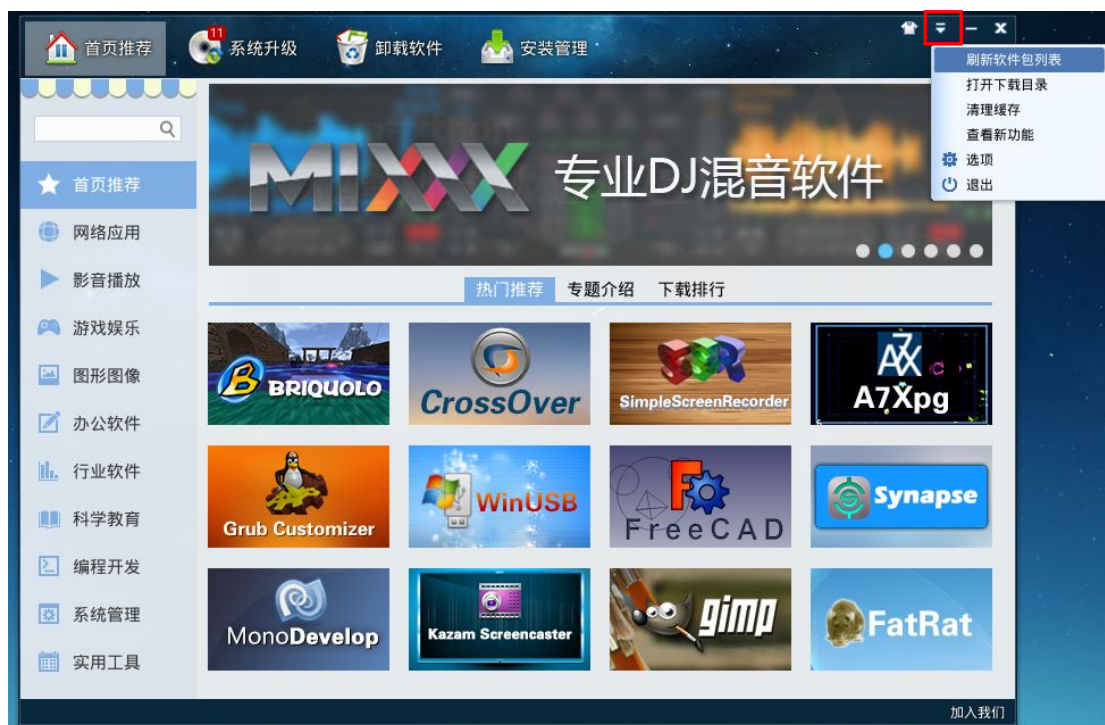 首页推荐
11
系统升级
卸载软件
安装管理
刷新软件包列表
打开下载目录
清理缓存
查看新功能
选项
退出
首页推荐
网络应用
影音播放
游戏娱乐
图形图像
办公软件
行业软件
科学教育
编程开发
系统管理
实用工具
MIXXX 专业DJ混音软件
热门推荐 专题介绍 下载排行
BRIQUOLO
CrossOver
SSR
SimpleScreenRecorder
A7X
A7Xpg
Grub Customizer
WinUSB
FreeCAD
Synapse
MonoDevelop
Kazam Screencaster
gimp
FatRat
加入我们